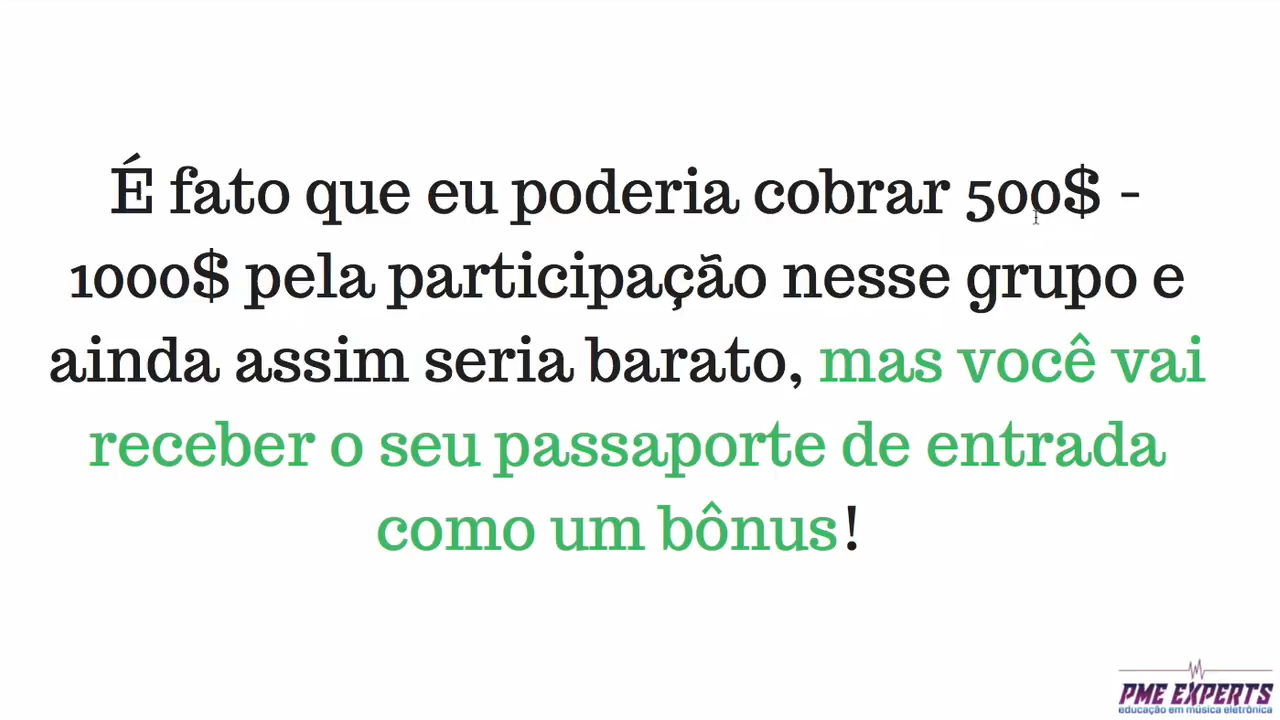 É fato que eu poderia cobrar 500$ -
1000$ pela participação nesse grupo e
ainda assim seria barato, mas você vai
receber o seu passaporte de entrada
como um bônus!
PME EXPERTS
educação em música eletrônica